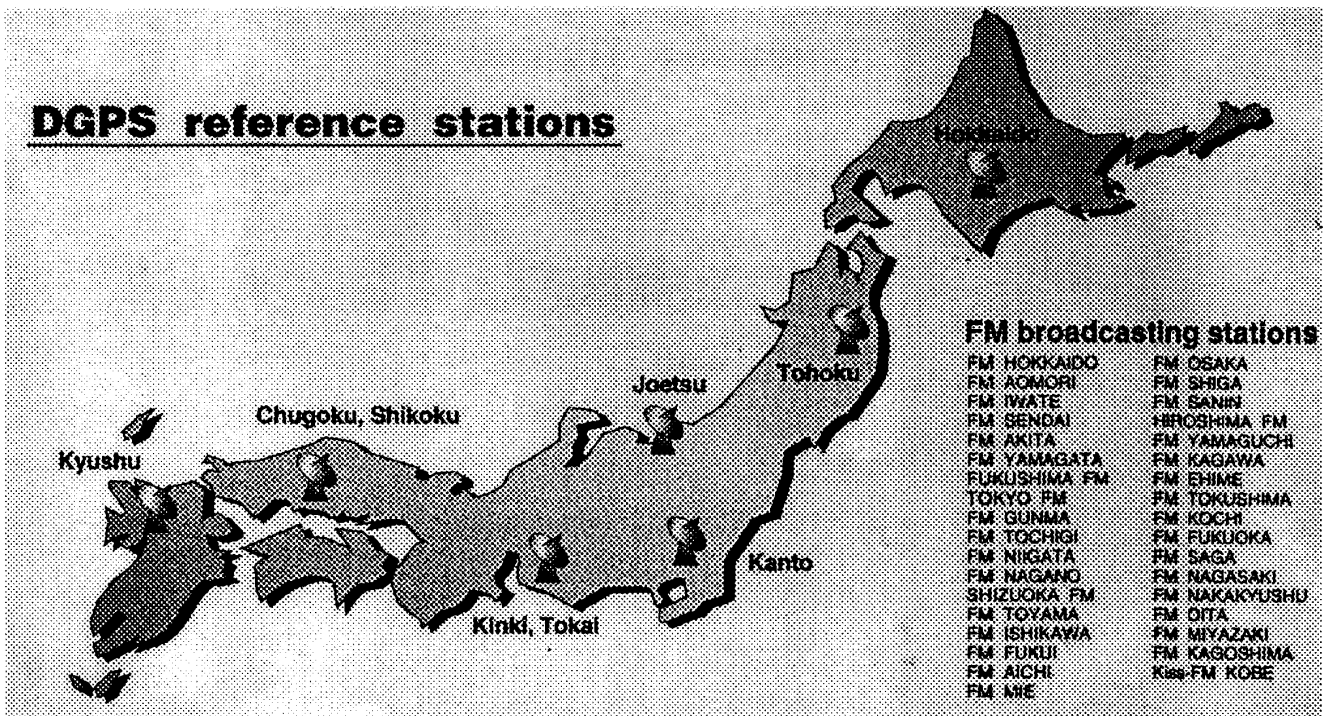 DGPS reference stations
Hokkaido
Tohoku
Joetsu
Chugoku, Shikoku
Kyushu
Kanto
Kinki, Tokai
FM broadcasting stations
FM HOKKAIDO
FM AOMORI
FM IWATE
FM SENDAI
FM AKITA
FM YAMAGATA
FUKUSHIMA FM
TOKYO FM
FM GUNMA
FM TOCHIGI
FM NIIGATA
FM NAGANO
SHIZUOKA FM
FM TOYAMA
FM ISHIKAWA
FM FUKUI
FM AICHI
FM MIE
FM OSAKA
FM SHIGA
FM SANIN
HIROSHIMA FM
FM YAMAGUCHI
FM KAGAWA
FM EHIME
FM TOKUSHIMA
FM KOCHI
FM FUKUOKA
FM SAGA
FM NAGASAKI
FM NAKAKYUSHU
FM OITA
FM MIYAZAKI
FM KAGOSHIMA
Kiss-FM KOBE